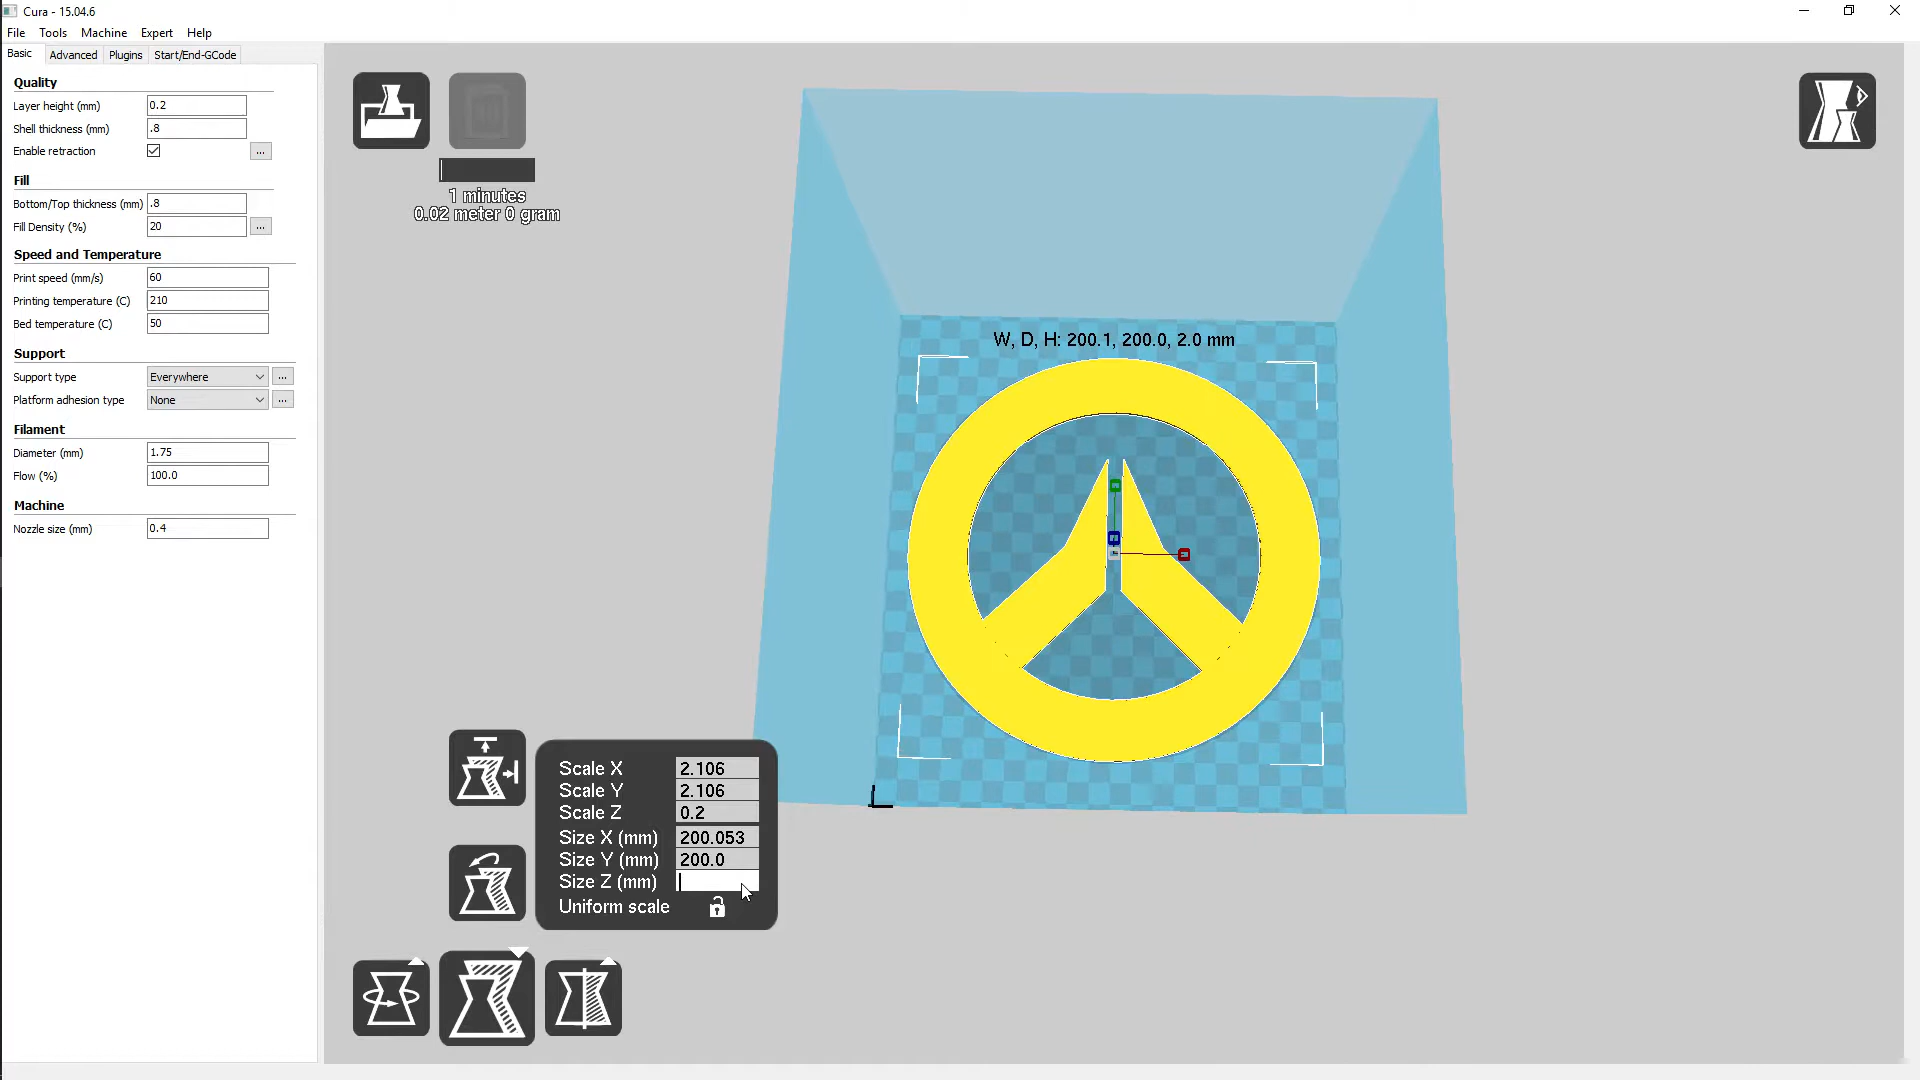 Cura - 15.04.6
File Tools Machine Expert Help
Basic Advanced Plugins Start/End-GCode
Quality
Layer height (mm) 0.2
Shell thickness (mm) .8
Enable retraction ...
Fill
Bottom/Top thickness (mm) .8
Fill Density (%) 20 ...
Speed and Temperature
Print speed (mm/s) 60
Printing temperature (C) 210
Bed temperature (C) 50
Support
Support type Everywhere ...
Platform adhesion type None ...
Filament
Diameter (mm) 1.75
Flow (%) 100.0
Machine
Nozzle size (mm) 0.4
1 minutes
0.02 meter 0 gram
W, D, H: 200.1, 200.0, 2.0 mm
Scale X 2.106
Scale Y 2.106
Scale Z 0.2
Size X (mm) 200.053
Size Y (mm) 200.0
Size Z (mm)
Uniform scale